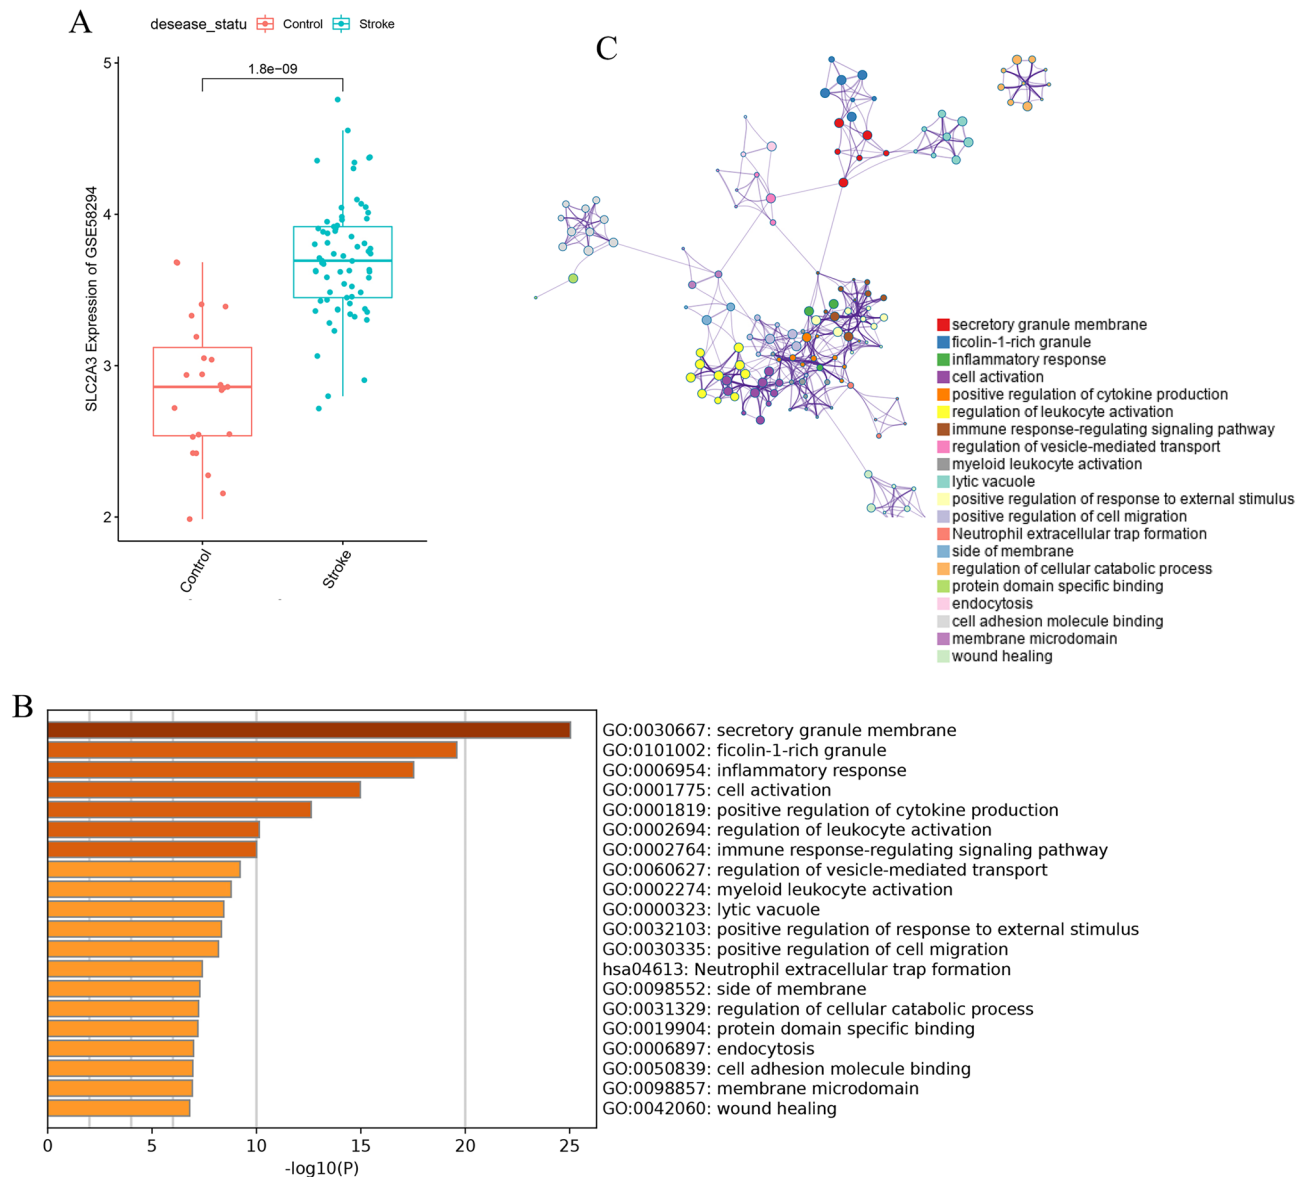 A
desease_statu Control Stroke
1.8e−09
SLC2A3 Expression of GSE58294
5
4
3
2
Control
Stroke
C
secretory granule membrane
ficolin-1-rich granule
inflammatory response
cell activation
positive regulation of cytokine production
regulation of leukocyte activation
immune response-regulating signaling pathway
regulation of vesicle-mediated transport
myeloid leukocyte activation
lytic vacuole
positive regulation of response to external stimulus
positive regulation of cell migration
Neutrophil extracellular trap formation
side of membrane
regulation of cellular catabolic process
protein domain specific binding
endocytosis
cell adhesion molecule binding
membrane microdomain
wound healing
B
GO:0030667: secretory granule membrane
GO:0101002: ficolin-1-rich granule
GO:0006954: inflammatory response
GO:0001775: cell activation
GO:0001819: positive regulation of cytokine production
GO:0002694: regulation of leukocyte activation
GO:0002764: immune response-regulating signaling pathway
GO:0060627: regulation of vesicle-mediated transport
GO:0002274: myeloid leukocyte activation
GO:0000323: lytic vacuole
GO:0032103: positive regulation of response to external stimulus
GO:0030335: positive regulation of cell migration
hsa04613: Neutrophil extracellular trap formation
GO:0098552: side of membrane
GO:0031329: regulation of cellular catabolic process
GO:0019904: protein domain specific binding
GO:0006897: endocytosis
GO:0050839: cell adhesion molecule binding
GO:0098857: membrane microdomain
GO:0042060: wound healing
0 5 10 15 20 25
-log10(P)